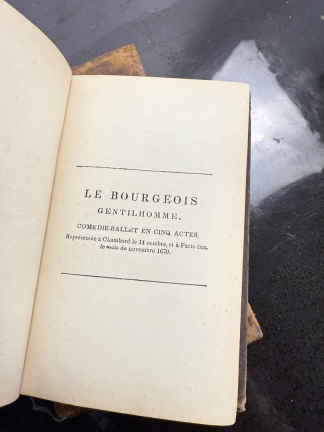 LE BOURGEOIS
GENTILHOMME,
COMÉDIE-BALLET EN CINQ ACTES,
Représentée à Chambord le 14 octobre, et à Paris dans
le mois de novembre 1670.